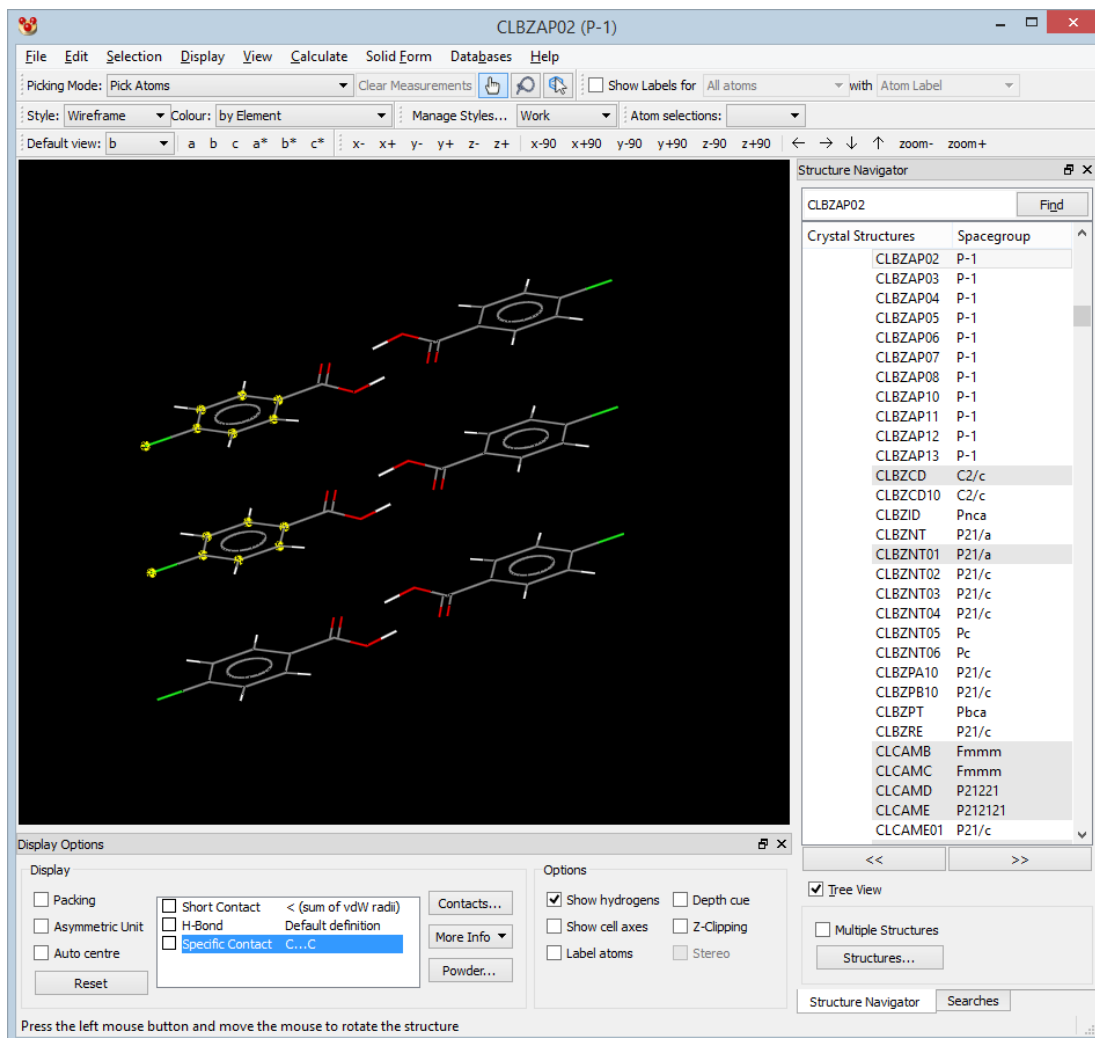 CLBZAP02 (P-1)
File Edit Selection Display View Calculate Solid Form Databases Help
Picking Mode: Pick Atoms Clear Measurements Show Labels for All atoms with Atom Label
Style: Wireframe Colour: by Element Manage Styles... Work Atom selections:
Default view: b a b c a* b* c* x- x+ y- y+ z- z+ x-90 x+90 y-90 y+90 z-90 z+90 ← → ↓ ↑ zoom- zoom+
Structure Navigator
CLBZAP02 Find
Crystal Structures Spacegroup
CLBZAP02 P-1
CLBZAP03 P-1
CLBZAP04 P-1
CLBZAP05 P-1
CLBZAP06 P-1
CLBZAP07 P-1
CLBZAP08 P-1
CLBZAP10 P-1
CLBZAP11 P-1
CLBZAP12 P-1
CLBZAP13 P-1
CLBZCD C2/c
CLBZCD10 C2/c
CLBZID Pnca
CLBZNT P21/a
CLBZNT01 P21/a
CLBZNT02 P21/c
CLBZNT03 P21/c
CLBZNT04 P21/c
CLBZNT05 Pc
CLBZNT06 Pc
CLBZPA10 P21/c
CLBZPB10 P21/c
CLBZPT Pbca
CLBZRE P21/c
CLCAMB Fmmm
CLCAMC Fmmm
CLCAMD P21221
CLCAME P212121
CLCAME01 P21/c
<< >>
Tree View
Multiple Structures
Structures...
Structure Navigator Searches
Display Options
Display
Packing
Asymmetric Unit
Auto centre
Reset
Short Contact < (sum of vdW radii)
H-Bond Default definition
Specific Contact C...C
Contacts...
More Info
Powder...
Options
Show hydrogens Depth cue
Show cell axes Z-Clipping
Label atoms Stereo
Press the left mouse button and move the mouse to rotate the structure